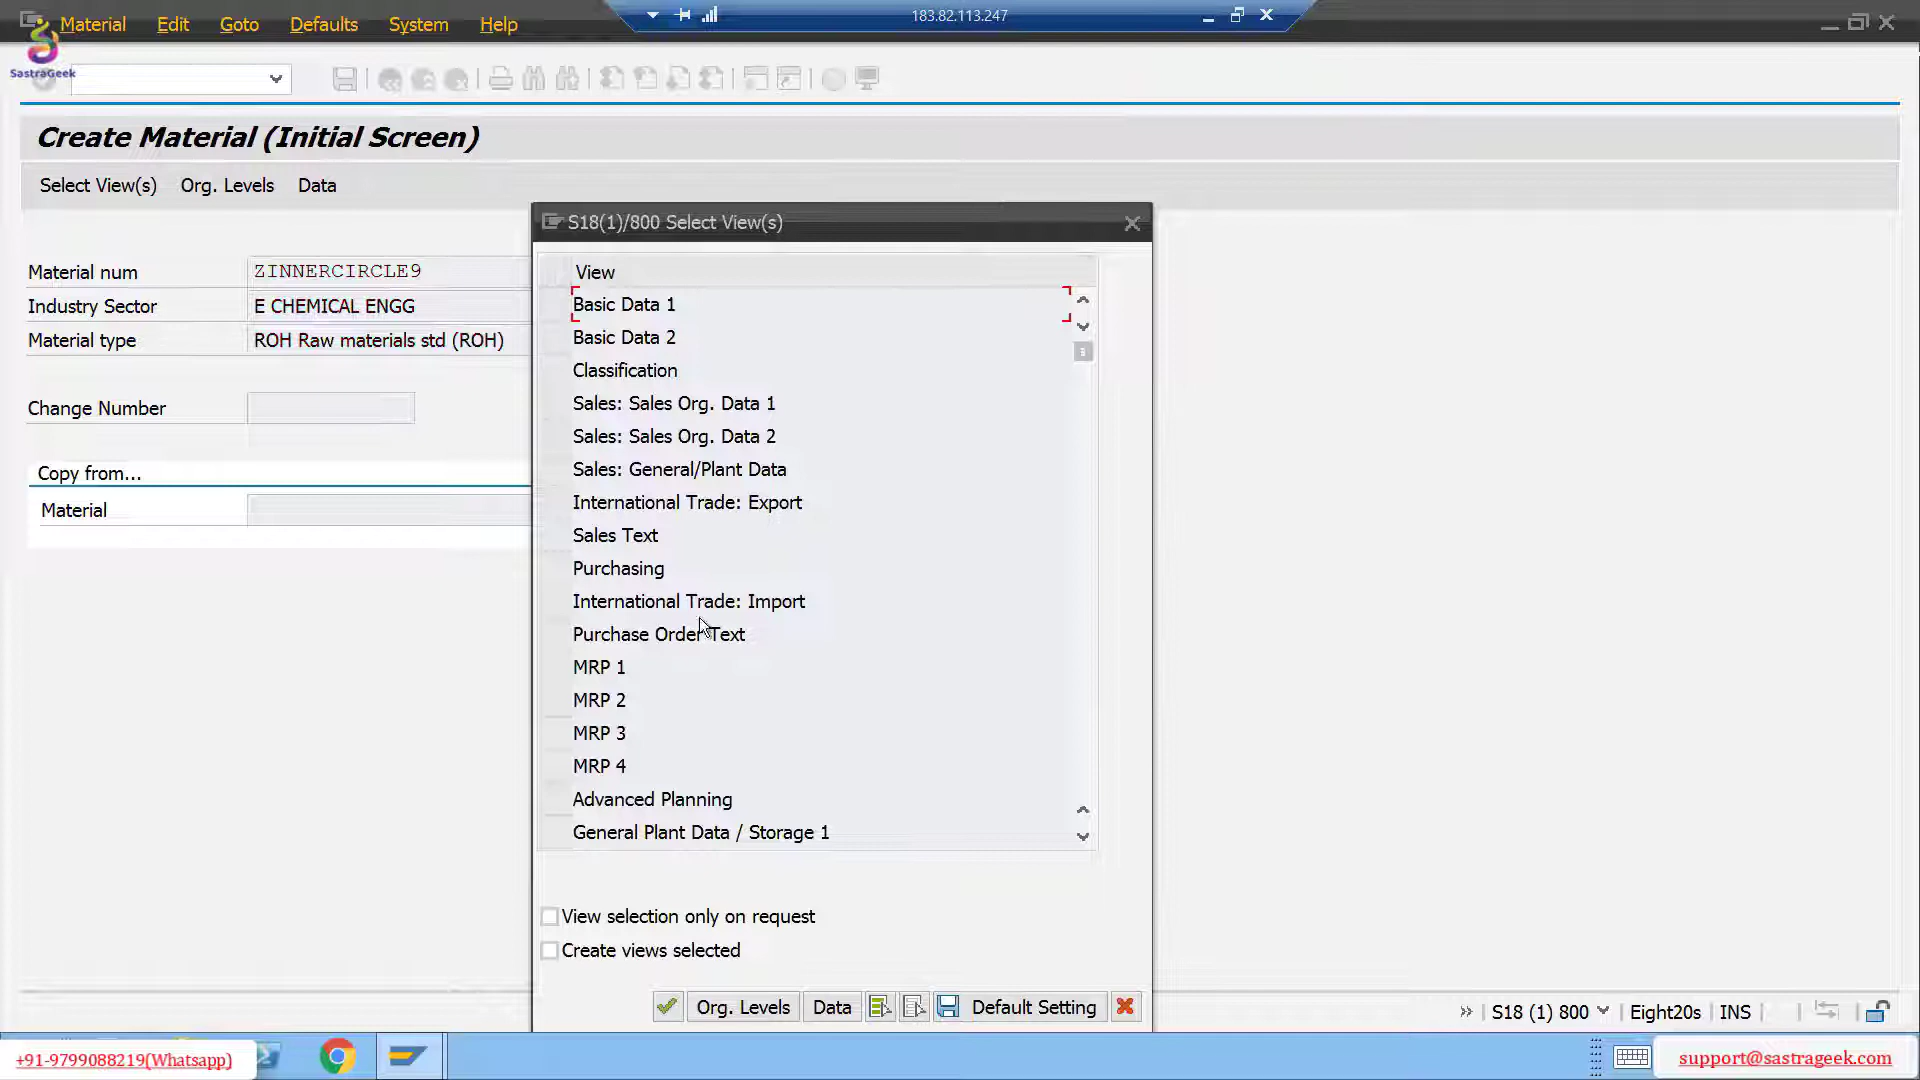 183.82.113.247
Material Edit Goto Defaults System Help
SastraGeek
Create Material (Initial Screen)
Select View(s) Org. Levels Data
S18(1)/800 Select View(s)
View
Material num ZINNERCIRCLE9
Industry Sector E CHEMICAL ENGG
Material type ROH Raw materials std (ROH)
Change Number
Copy from...
Material
Basic Data 1
Basic Data 2
Classification
Sales: Sales Org. Data 1
Sales: Sales Org. Data 2
Sales: General/Plant Data
International Trade: Export
Sales Text
Purchasing
International Trade: Import
Purchase Order Text
MRP 1
MRP 2
MRP 3
MRP 4
Advanced Planning
General Plant Data / Storage 1
View selection only on request
Create views selected
Org. Levels Data Default Setting
S18 (1) 800 Eight20s INS
+91-9799088219(Whatsapp)
support@sastrageek.com